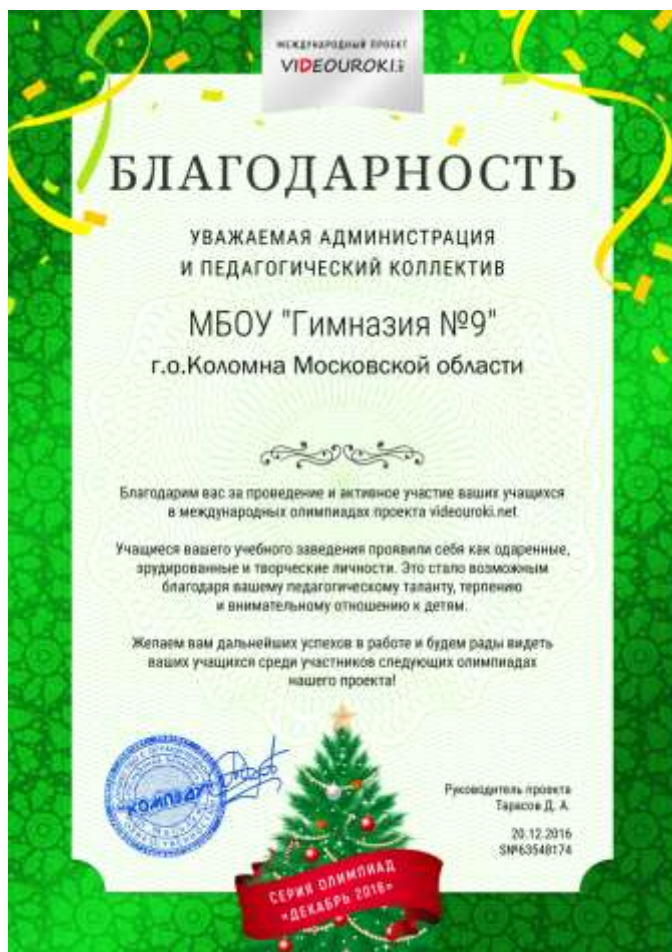 МЕЖДУНАРОДНЫЙ ПРОЕКТ
VIDEOUROKI
БЛАГОДАРНОСТЬ
УВАЖАЕМАЯ АДМИНИСТРАЦИЯ
И ПЕДАГОГИЧЕСКИЙ КОЛЛЕКТИВ
МБОУ "Гимназия №9"
г.о.Коломна Московской области
Благодарим вас за проведение и активное участие ваших учащихся
в международных олимпиадах проекта videouroki.net
Учащиеся вашего учебного заведения проявили себя как одаренные,
эрудированные и творческие личности. Это стало возможным
благодаря вашему педагогическому таланту, терпению
и внимательному отношению к детям.
Желаем вам дальнейших успехов в работе и будем рады видеть
ваших учащихся среди участников следующих олимпиадах
нашего проекта!
"КОМПЭДУ"
Руководитель проекта
Тарасов Д. А.
20.12.2016
S№63548174
СЕРИЯ ОЛИМПИАД
«ДЕКАБРЬ 2016»